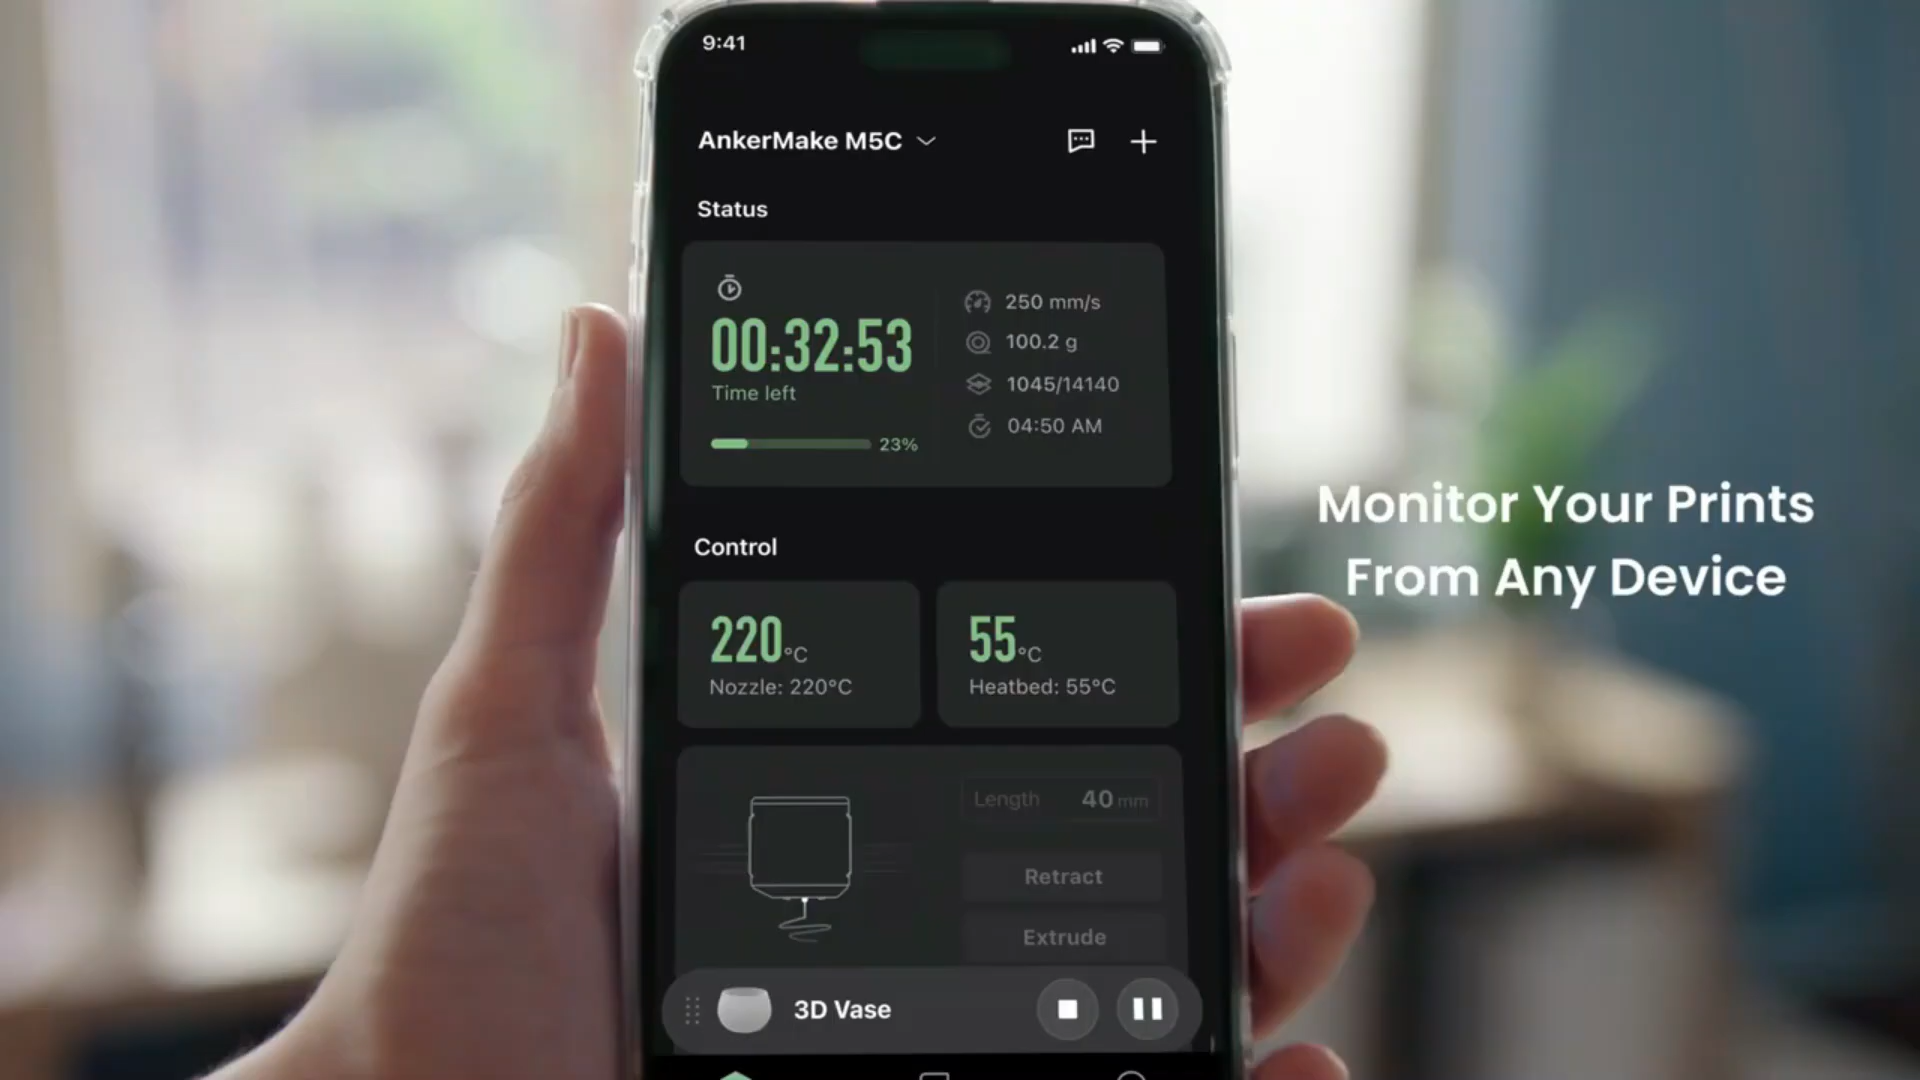 9:41
AnkerMake M5C
Status
00:32:53
Time left
23%
250 mm/s
100.2 g
1045/14140
04:50 AM
Monitor Your Prints
From Any Device
Control
220°C
Nozzle: 220°C
55°C
Heatbed: 55°C
Length 40 mm
Retract
Extrude
3D Vase